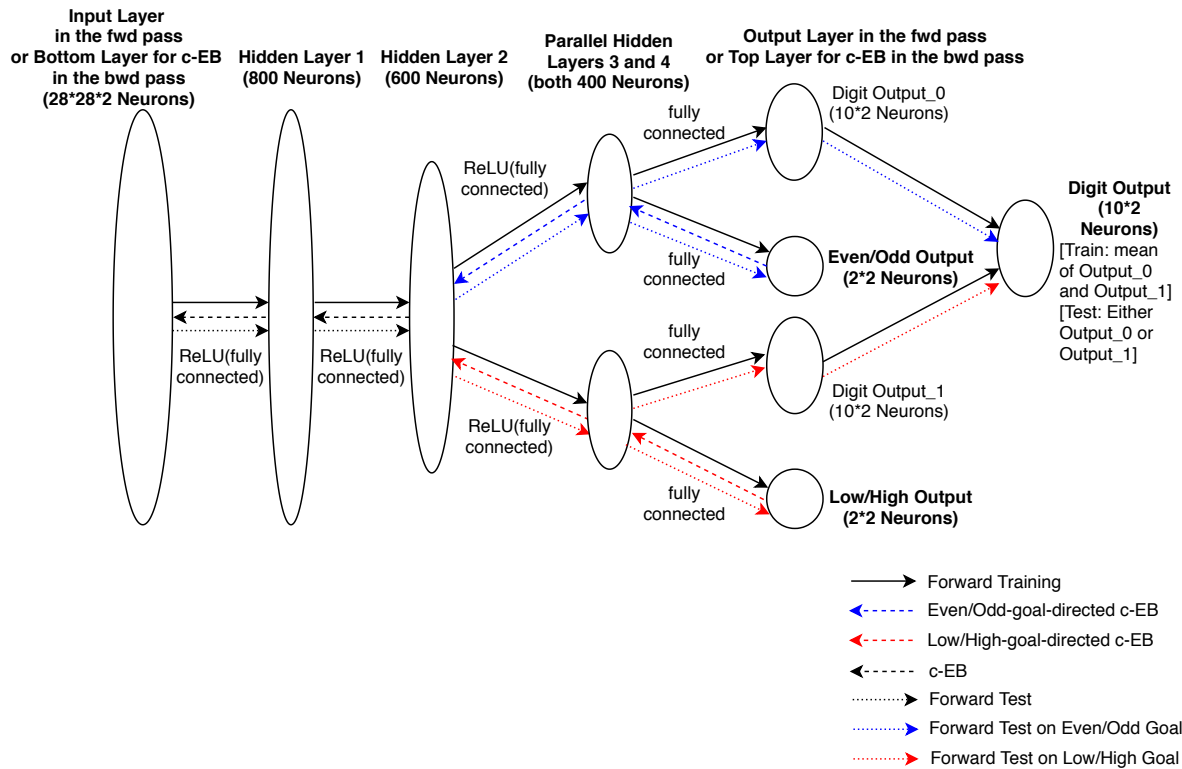 Input Layer
in the fwd pass
or Bottom Layer for c-EB
in the bwd pass
(28*28*2 Neurons)
Hidden Layer 1
(800 Neurons)
Hidden Layer 2
(600 Neurons)
Parallel Hidden
Layers 3 and 4
(both 400 Neurons)
Output Layer in the fwd pass
or Top Layer for c-EB in the bwd pass
ReLU(fully
connected)
ReLU(fully
connected)
ReLU(fully
connected)
ReLU(fully
connected)
fully
connected
fully
connected
fully
connected
fully
connected
Digit Output_0
(10*2 Neurons)
Even/Odd Output
(2*2 Neurons)
Digit Output_1
(10*2 Neurons)
Low/High Output
(2*2 Neurons)
Digit Output
(10*2
Neurons)
[Train: mean
of Output_0
and Output_1]
[Test: Either
Output_0 or
Output_1]
Forward Training
Even/Odd-goal-directed c-EB
Low/High-goal-directed c-EB
c-EB
Forward Test
Forward Test on Even/Odd Goal
Forward Test on Low/High Goal